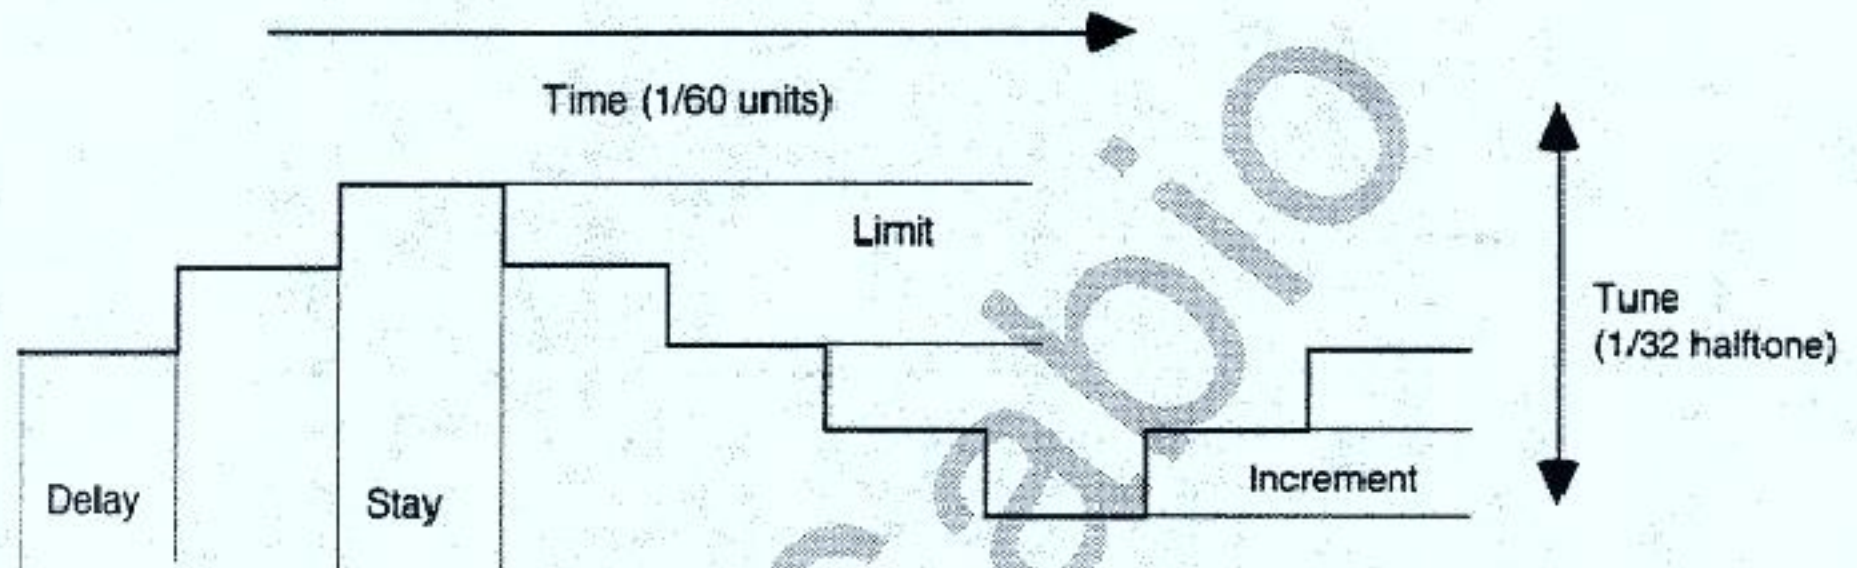 Time (1/60 units)
Limit
Tune
(1/32 halftone)
Increment
Delay
Stay